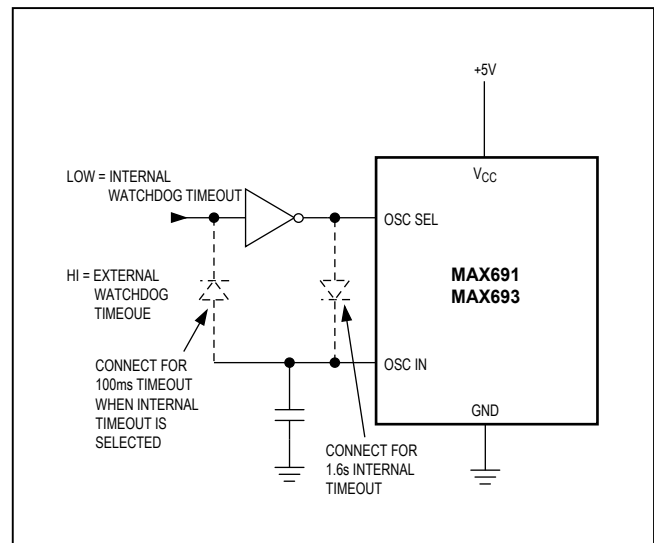 +5V
VCC
LOW = INTERNAL
WATCHDOG TIMEOUT
OSC SEL
HI = EXTERNAL
WATCHDOG
TIMEOUE
MAX691
MAX693
CONNECT FOR
100ms TIMEOUT
WHEN INTERNAL
TIMEOUT IS
SELECTED
OSC IN
GND
CONNECT FOR
1.6s INTERNAL
TIMEOUT